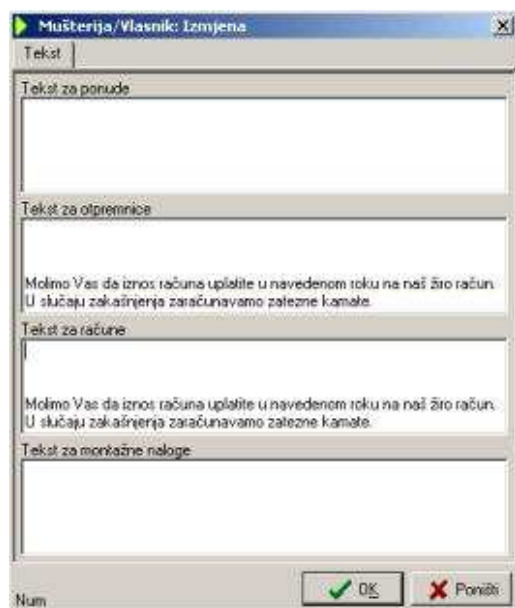 Mušterija/Vlasnik: Izmjena
Tekst
Tekst za ponude
Tekst za otpremnice
Molimo Vas da iznos računa uplatite u navedenom roku na naš žiro račun.
U slučaju zakašnjenja zaračunavamo zatezne kamate.
Tekst za račune
Molimo Vas da iznos računa uplatite u navedenom roku na naš žiro račun.
U slučaju zakašnjenja zaračunavamo zatezne kamate.
Tekst za montažne naloge
OK
Poništi
Num